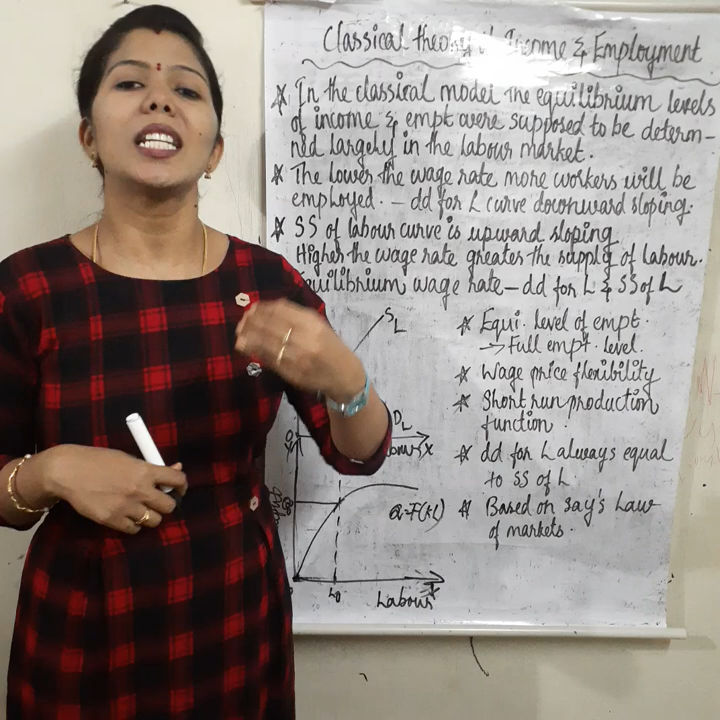 Classical theory of Income & Employment
* In the classical model the equilibrium levels
of income & empt were supposed to be determ-
ned largely in the labour market.
* The lower the wage rate more workers will be
employed. - dd for L curve downward sloping.
* SS of labour curve is upward sloping
Higher the wage rate greater the supply of labour.
Equilibrium wage rate - dd for L & SS of L
SL
* Equi. level of empt.
→ Full empt. level.
* Wage price flexibility
* Short run production
function.
DL
X
* dd for L always equal
to SS of L
Q=F(KL)
* Based on Say's Law
of markets.
L0
Labour X